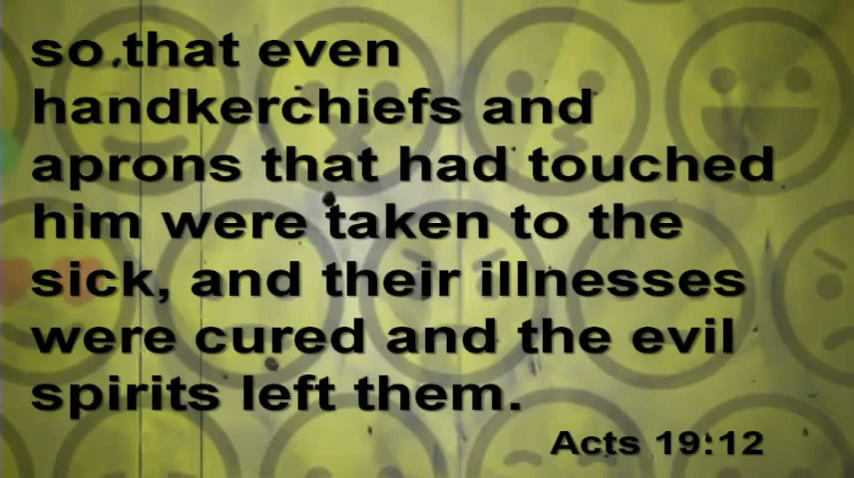 so that even
handkerchiefs and
aprons that had touched
him were taken to the
sick, and their illnesses
were cured and the evil
spirits left them.
Acts 19:12